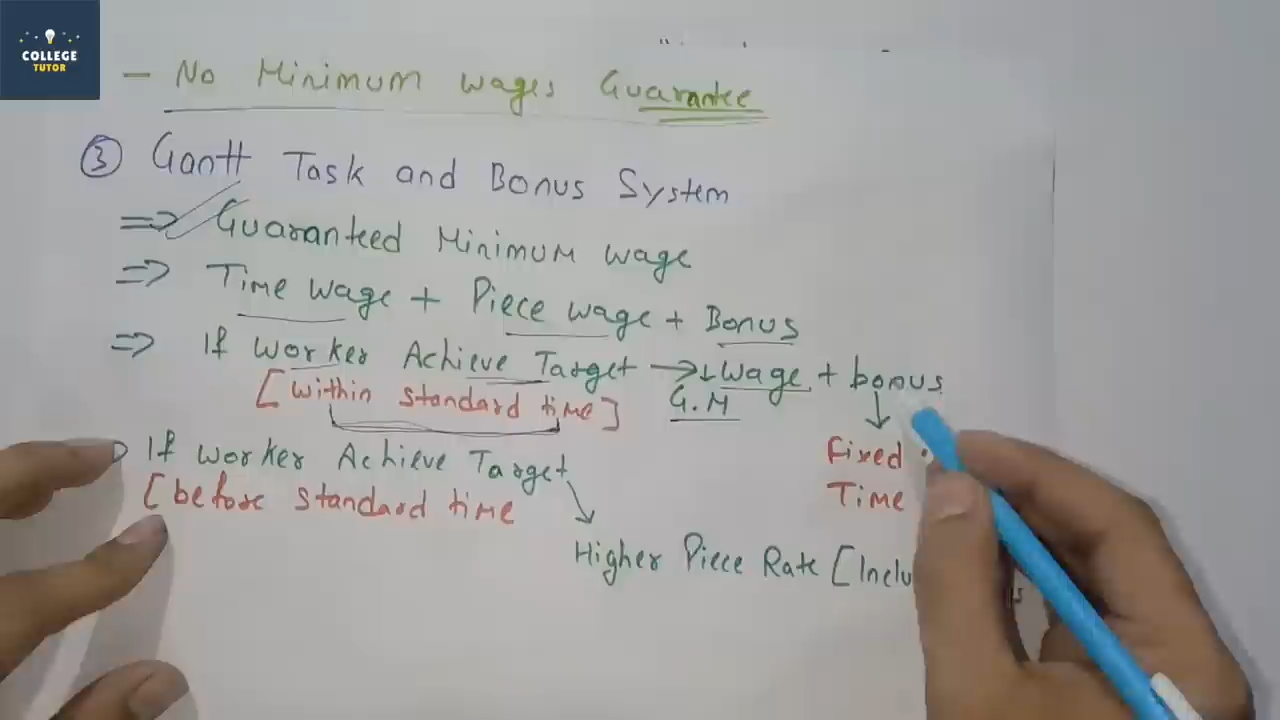 COLLEGE
TUTOR
- No Minimum wages Guarantee
③ Gantt Task and Bonus System
⇒ Guaranteed Minimum wage
⇒ Time wage + Piece wage + Bonus
⇒ If worker Achieve Target → ↓ wage + bonus
[within standard time] G.M ↓
Fixed
If worker Achieve Target
Time
[before standard time
Higher Piece Rate [Inclu